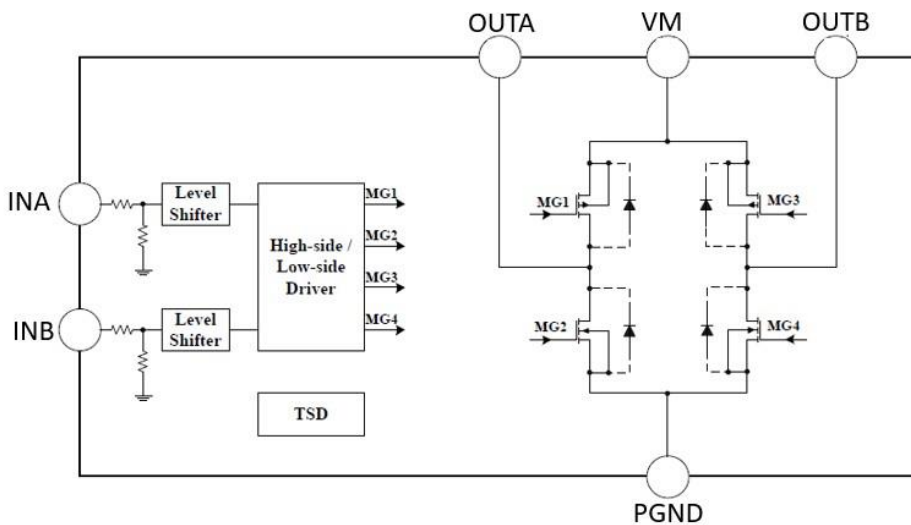 OUTA
VM
OUTB
INA
Level
Shifter
MG1
MG2
MG3
MG4
High-side /
Low-side
Driver
INB
Level
Shifter
TSD
MG1
MG3
MG2
MG4
PGND